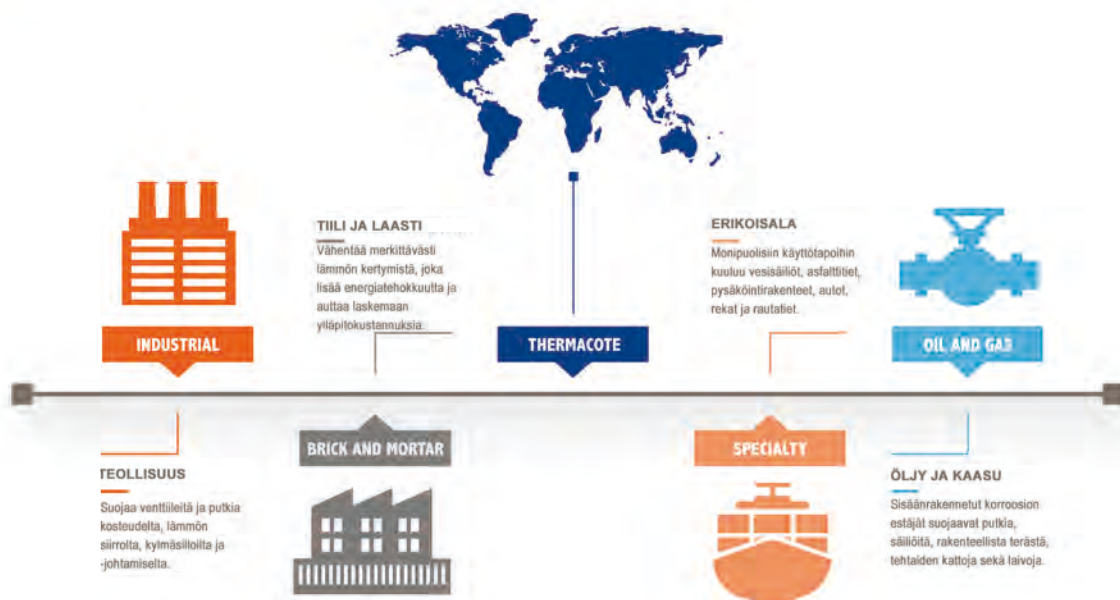 TIILI JA LAASTI
Vähentää merkittävästi
lämmön kertymistä, joka
lisää energiatehokkuutta ja
auttaa laskemaan
ylläpitokustannuksia.
ERIKOISALA
Monipuolisiin käyttötapoihin
kuuluu vesisäiliöt, asfalttitiet,
pysäköintirakenteet, autot,
rekat ja rautatiet.
INDUSTRIAL
THERMACOTE
OIL AND GAS
BRICK AND MORTAR
SPECIALTY
TEOLLISUUS
Suojaa venttiileitä ja putkia
kosteudelta, lämmön
siirrolta, kylmäsilloilta ja
-johtamiselta.
ÖLJY JA KAASU
Sisäänrakennetut korroosion
estäjät suojaavat putkia,
säiliöitä, rakenteellista terästä,
tehtaiden kattoja sekä laivoja.